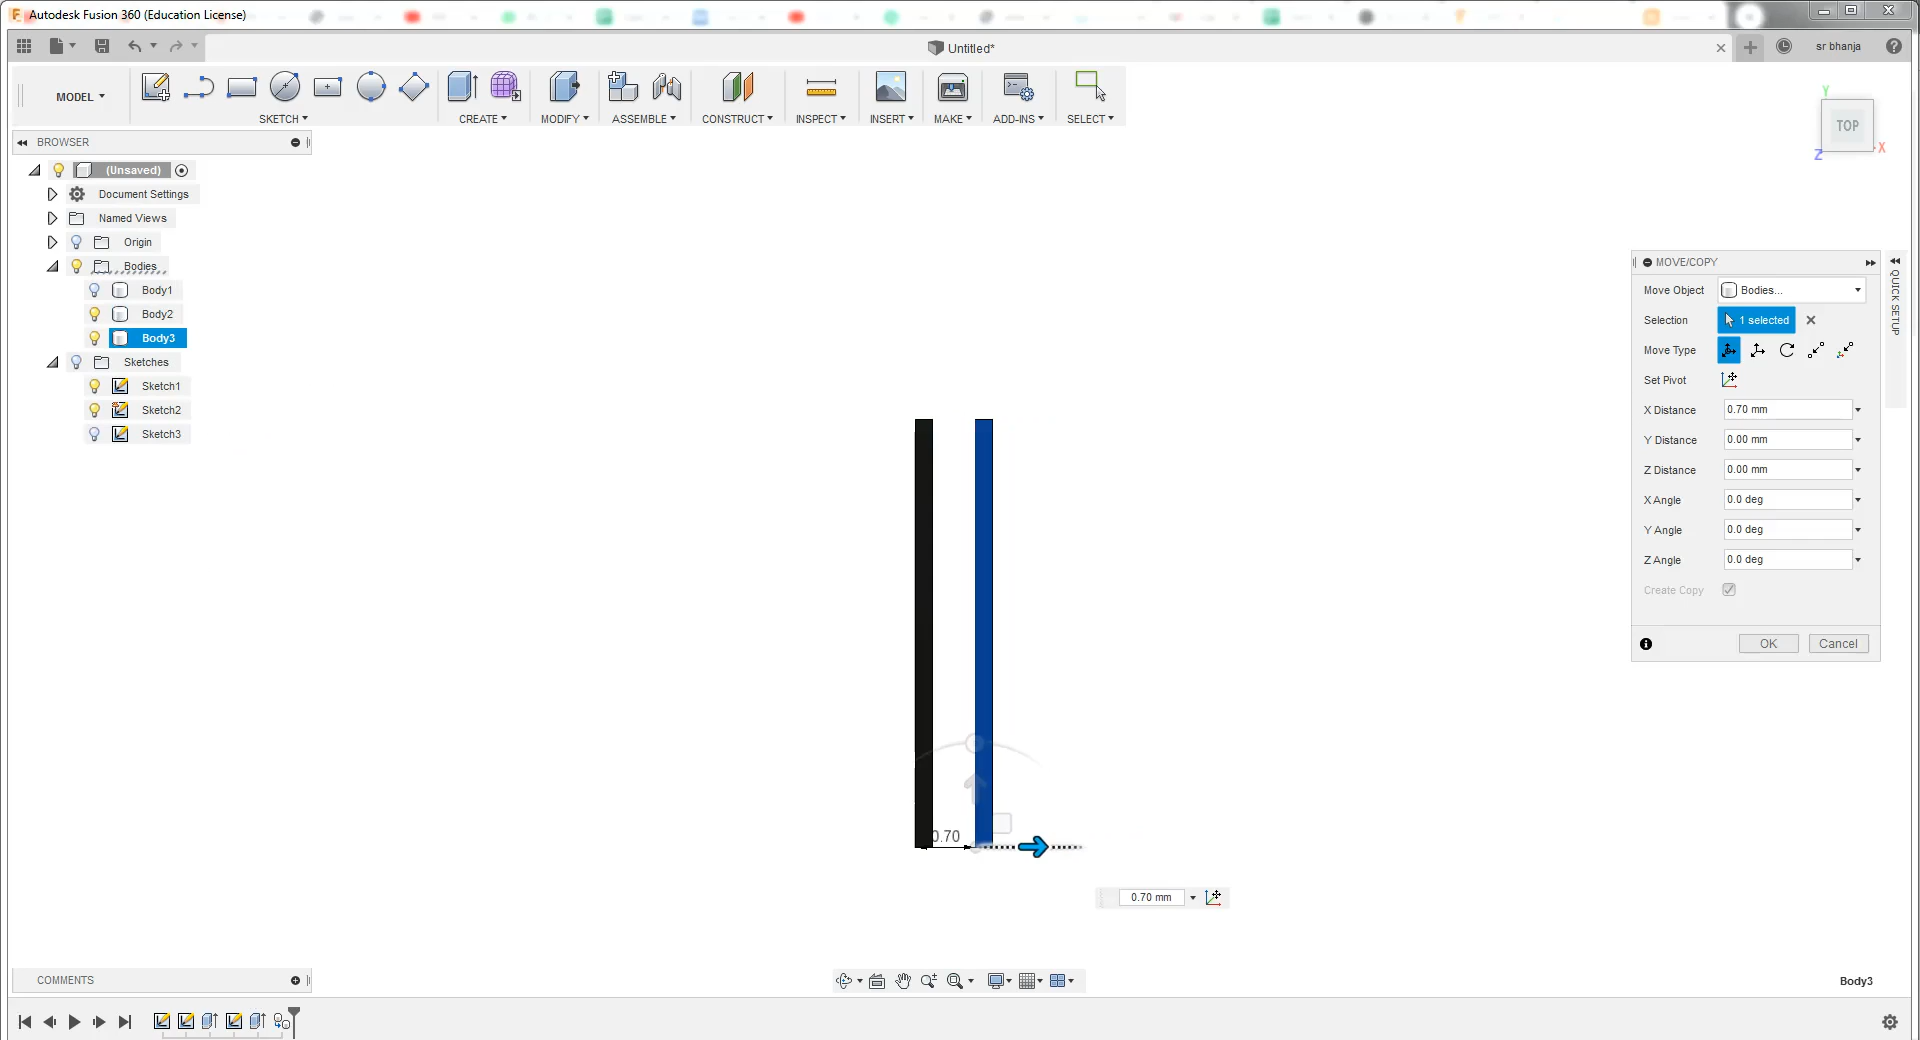 Autodesk Fusion 360 (Education License)
Untitled*
sr bhanja
MODEL
SKETCH
CREATE
MODIFY
ASSEMBLE
CONSTRUCT
INSPECT
INSERT
MAKE
ADD-INS
SELECT
Y
TOP
X
Z
BROWSER
(Unsaved)
Document Settings
Named Views
Origin
Bodies
Body1
Body2
Body3
Sketches
Sketch1
Sketch2
Sketch3
MOVE/COPY
QUICK SETUP
Move Object Bodies...
Selection 1 selected
Move Type
Set Pivot
X Distance 0.70 mm
Y Distance 0.00 mm
Z Distance 0.00 mm
X Angle 0.0 deg
Y Angle 0.0 deg
Z Angle 0.0 deg
Create Copy
OK Cancel
0.70
0.70 mm
COMMENTS
Body3